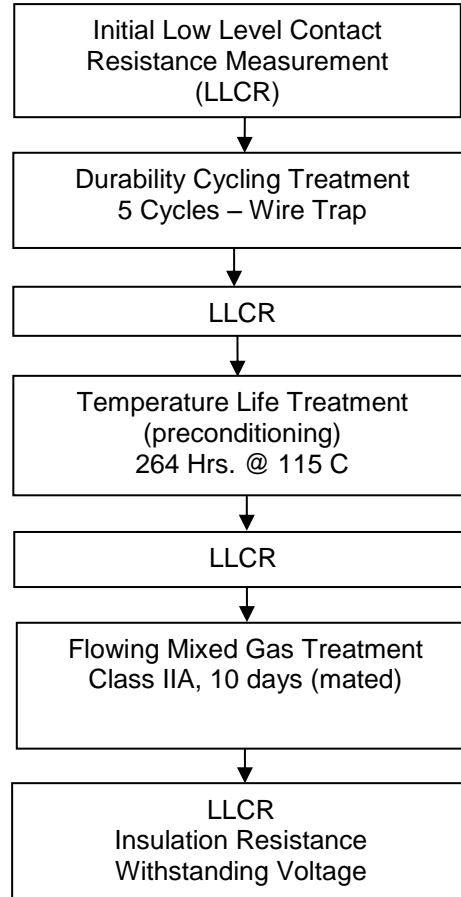 Initial Low Level Contact
Resistance Measurement
(LLCR)
Durability Cycling Treatment
5 Cycles – Wire Trap
LLCR
Temperature Life Treatment
(preconditioning)
264 Hrs. @ 115 C
LLCR
Flowing Mixed Gas Treatment
Class IIA, 10 days (mated)
LLCR
Insulation Resistance
Withstanding Voltage